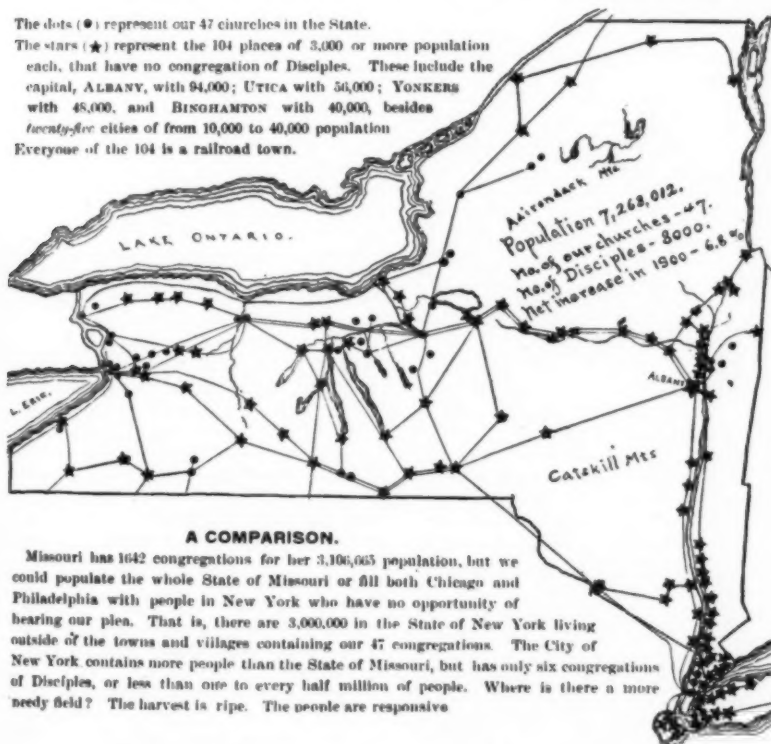 The dots (●) represent our 47 churches in the State.
The stars (★) represent the 104 places of 3,000 or more population
each, that have no congregation of Disciples. These include the
capital, ALBANY, with 94,000; UTICA with 56,000; YONKERS
with 48,000, and BINGHAMTON with 40,000, besides
twenty-five cities of from 10,000 to 40,000 population
Everyone of the 104 is a railroad town.
LAKE ONTARIO.
Adirondack Mts
Population 7,268,012.
No. of our churches - 47.
No. of Disciples - 8000.
Net increase in 1900 - 6.8%
L. ERIE.
ALBANY
Catskill Mts
A COMPARISON.
Missouri has 1642 congregations for her 3,106,665 population, but we
could populate the whole State of Missouri or fill both Chicago and
Philadelphia with people in New York who have no opportunity of
hearing our plea. That is, there are 3,000,000 in the State of New York living
outside of the towns and villages containing our 47 congregations. The City of
New York contains more people than the State of Missouri, but has only six congregations
of Disciples, or less than one to every half million of people. Where is there a more
needy field? The harvest is ripe. The people are responsive